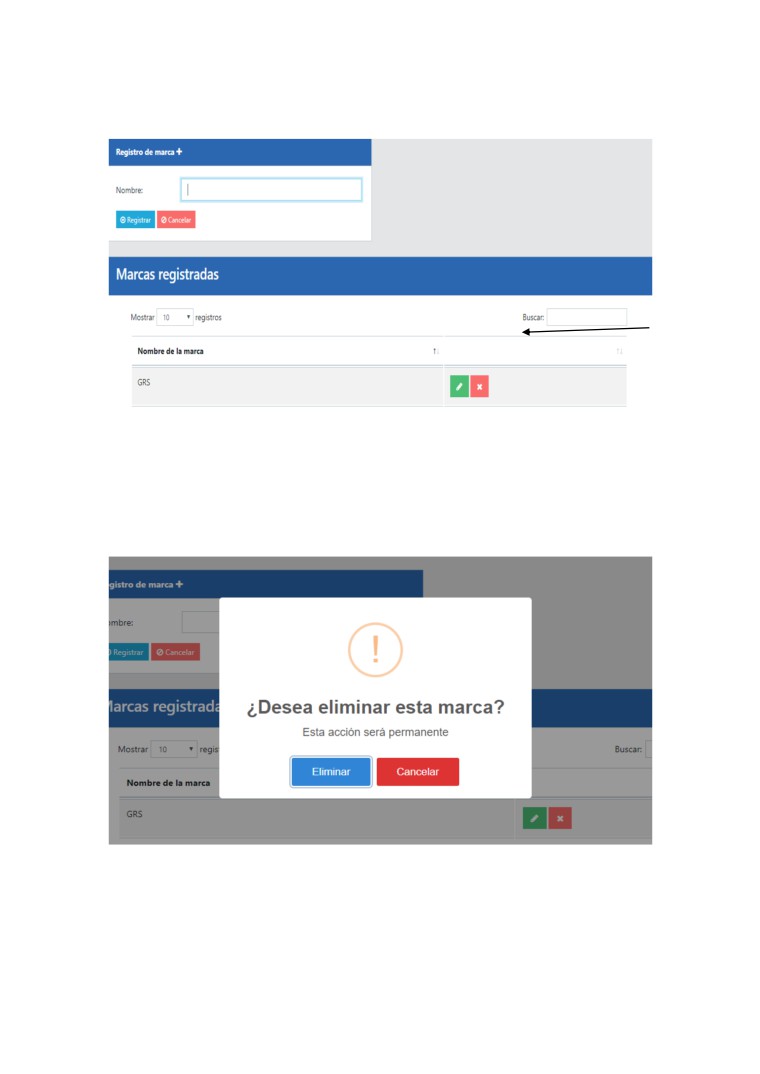 Registro de marca
Nombre:
Registrar Cancelar
Marcas registradas
Mostrar 10 registros Buscar:
Nombre de la marca
GRS
gistro de marca
ombre:
Registrar Cancelar
¿Desea eliminar esta marca?
Esta acción será permanente
Eliminar Cancelar
Marcas registrada
Mostrar 10 regis Buscar:
Nombre de la marca
GRS